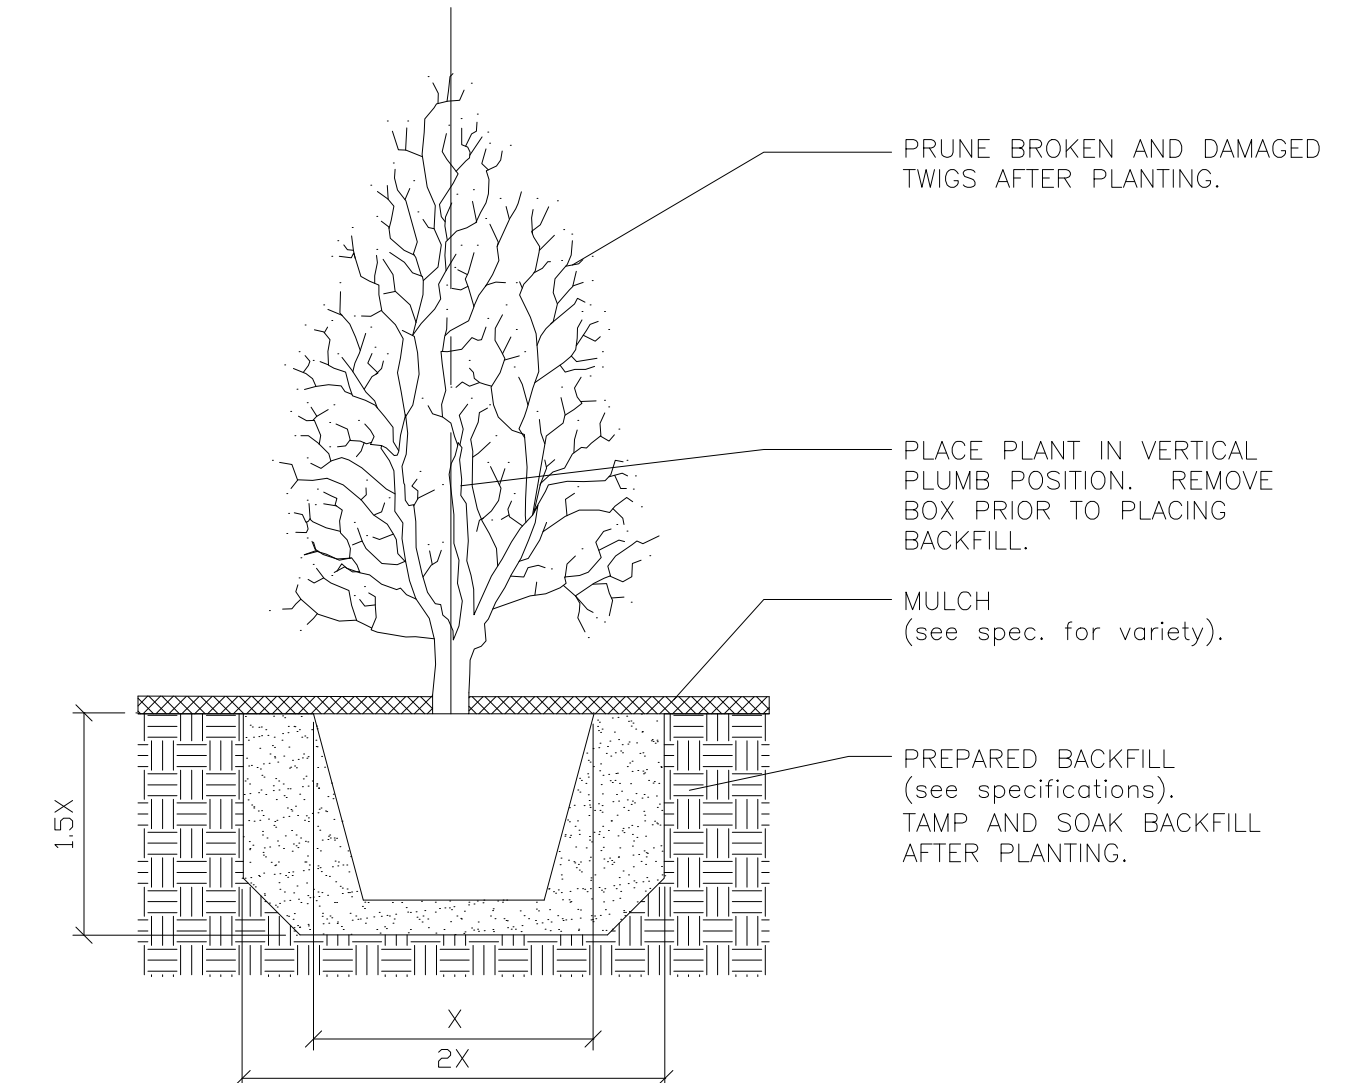 PRUNE BROKEN AND DAMAGED
TWIGS AFTER PLANTING.
PLACE PLANT IN VERTICAL
PLUMB POSITION. REMOVE
BOX PRIOR TO PLACING
BACKFILL.
MULCH
(see spec. for variety).
PREPARED BACKFILL
(see specifications).
TAMP AND SOAK BACKFILL
AFTER PLANTING.
1.5X
X
2X